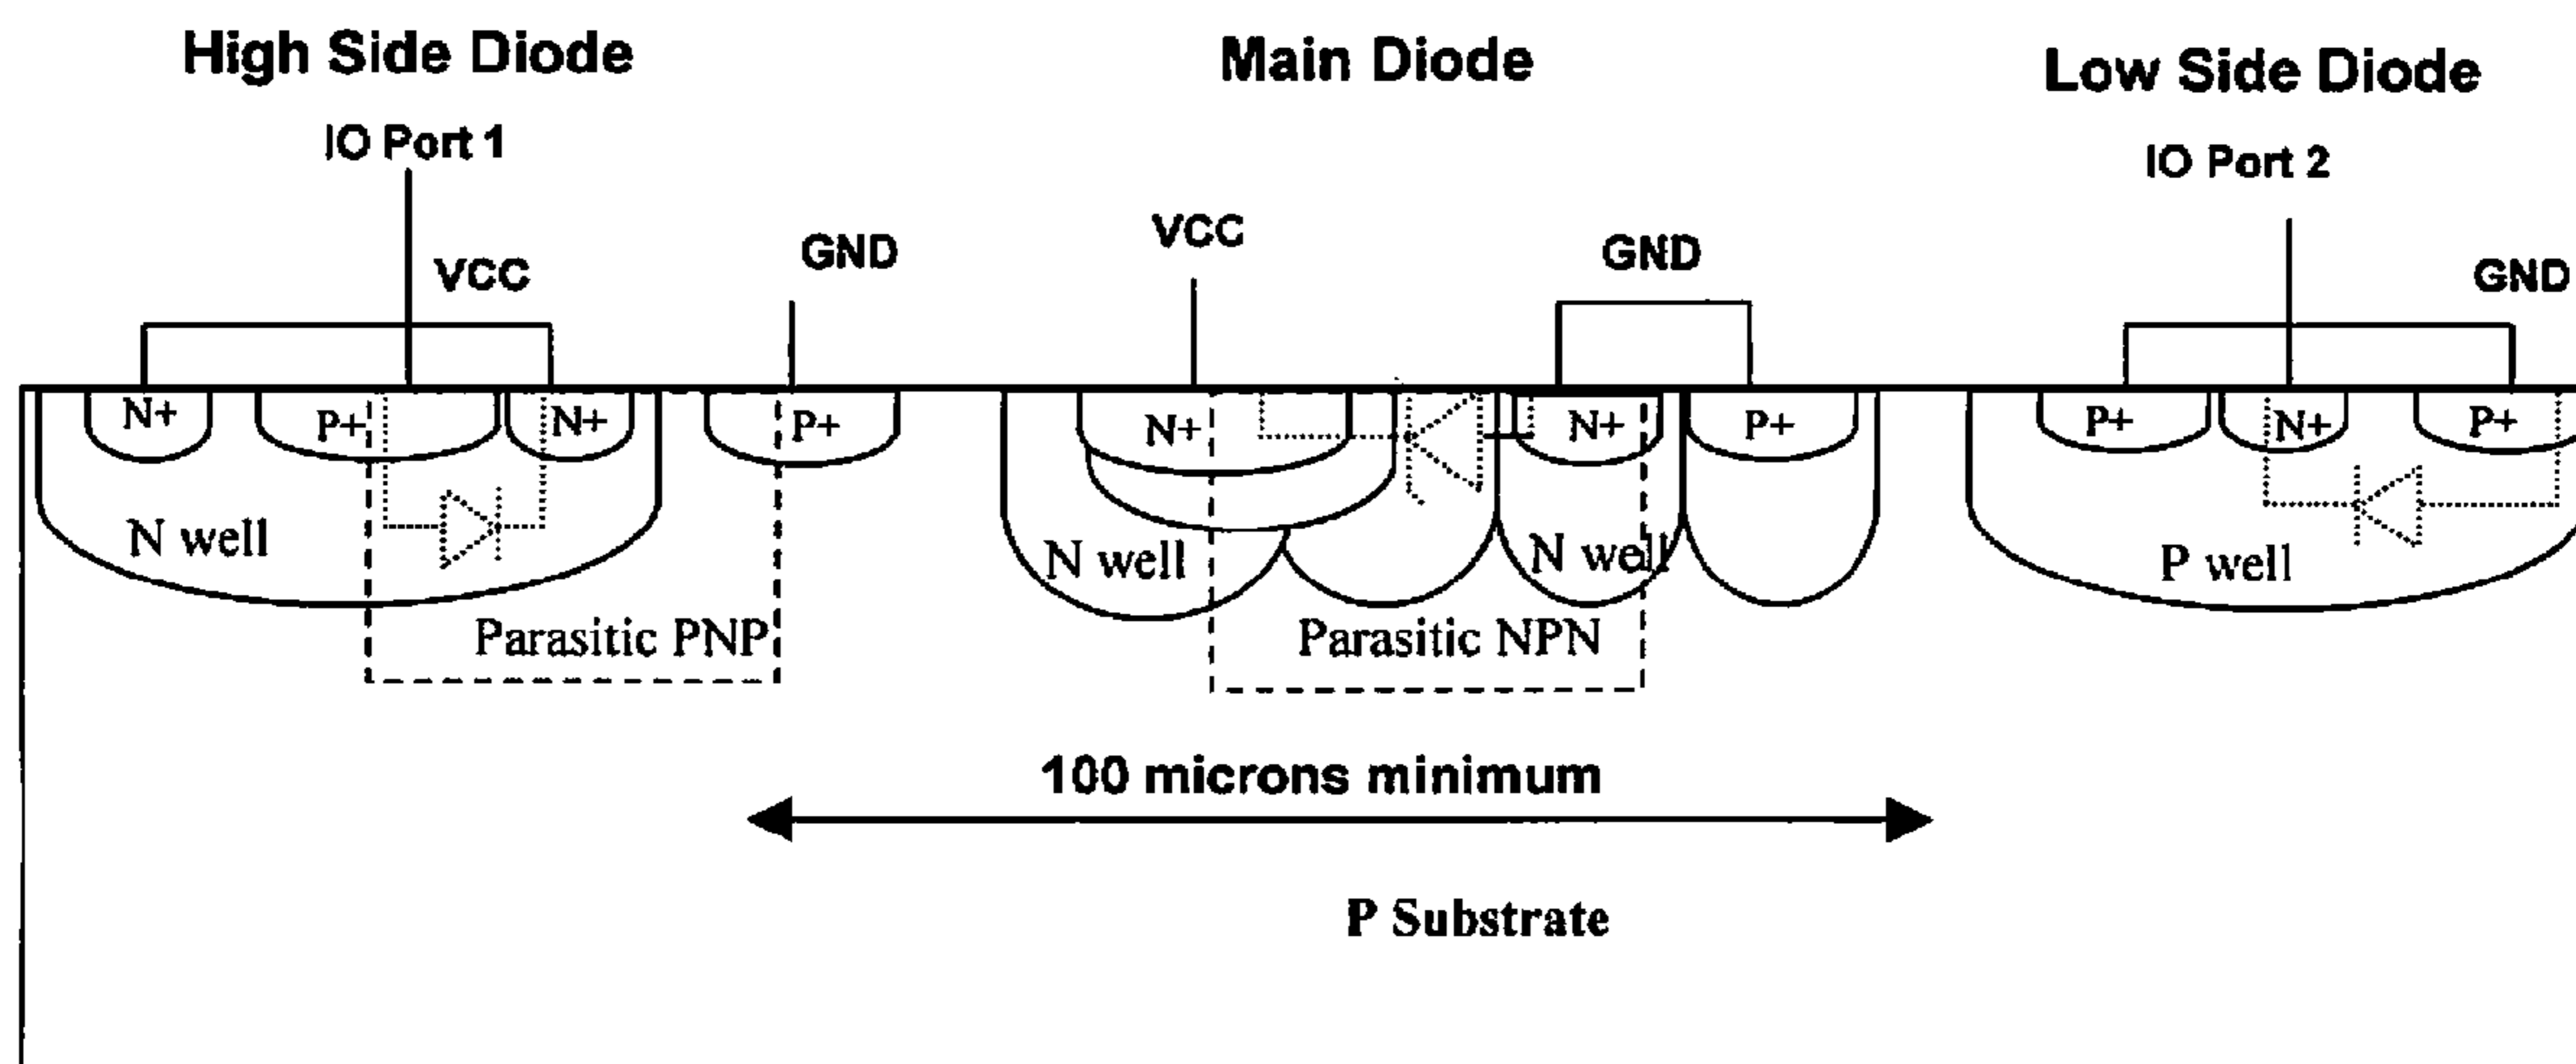 High Side Diode
Main Diode
Low Side Diode
IO Port 1
IO Port 2
VCC
GND
VCC
GND
GND
N+
P+
N+
P+
N+
N+
P+
P+
N+
P+
N well
N well
N well
P well
Parasitic PNP
Parasitic NPN
100 microns minimum
P Substrate